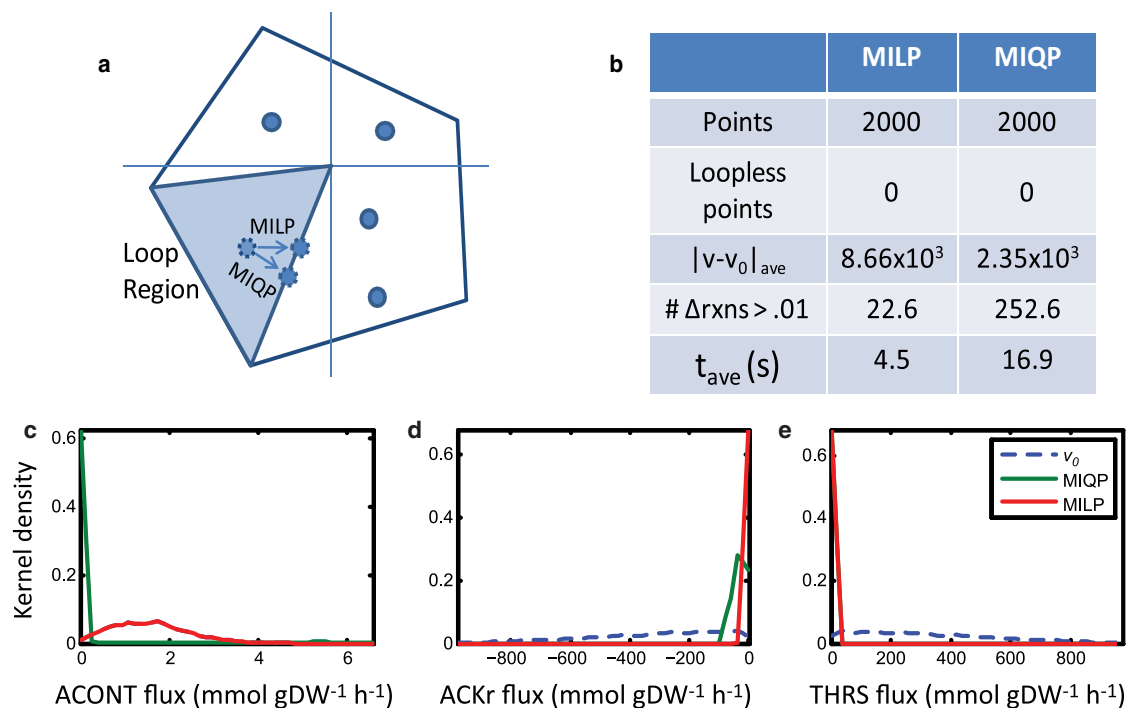 a
MILP
MIQP
Loop
Region
b
MILP MIQP
Points 2000 2000
Loopless
points 0 0
|v-v₀|ave 8.66x10³ 2.35x10³
# Δrxns > .01 22.6 252.6
tave (s) 4.5 16.9
c
0.6
0.4
0.2
0
0 2 4 6
Kernel density
ACONT flux (mmol gDW⁻¹ h⁻¹)
d
0.6
0.4
0.2
0
−800 −600 −400 −200 0
ACKr flux (mmol gDW⁻¹ h⁻¹)
e
0.6
0.4
0.2
0
0 200 400 600 800
v₀
MIQP
MILP
THRS flux (mmol gDW⁻¹ h⁻¹)